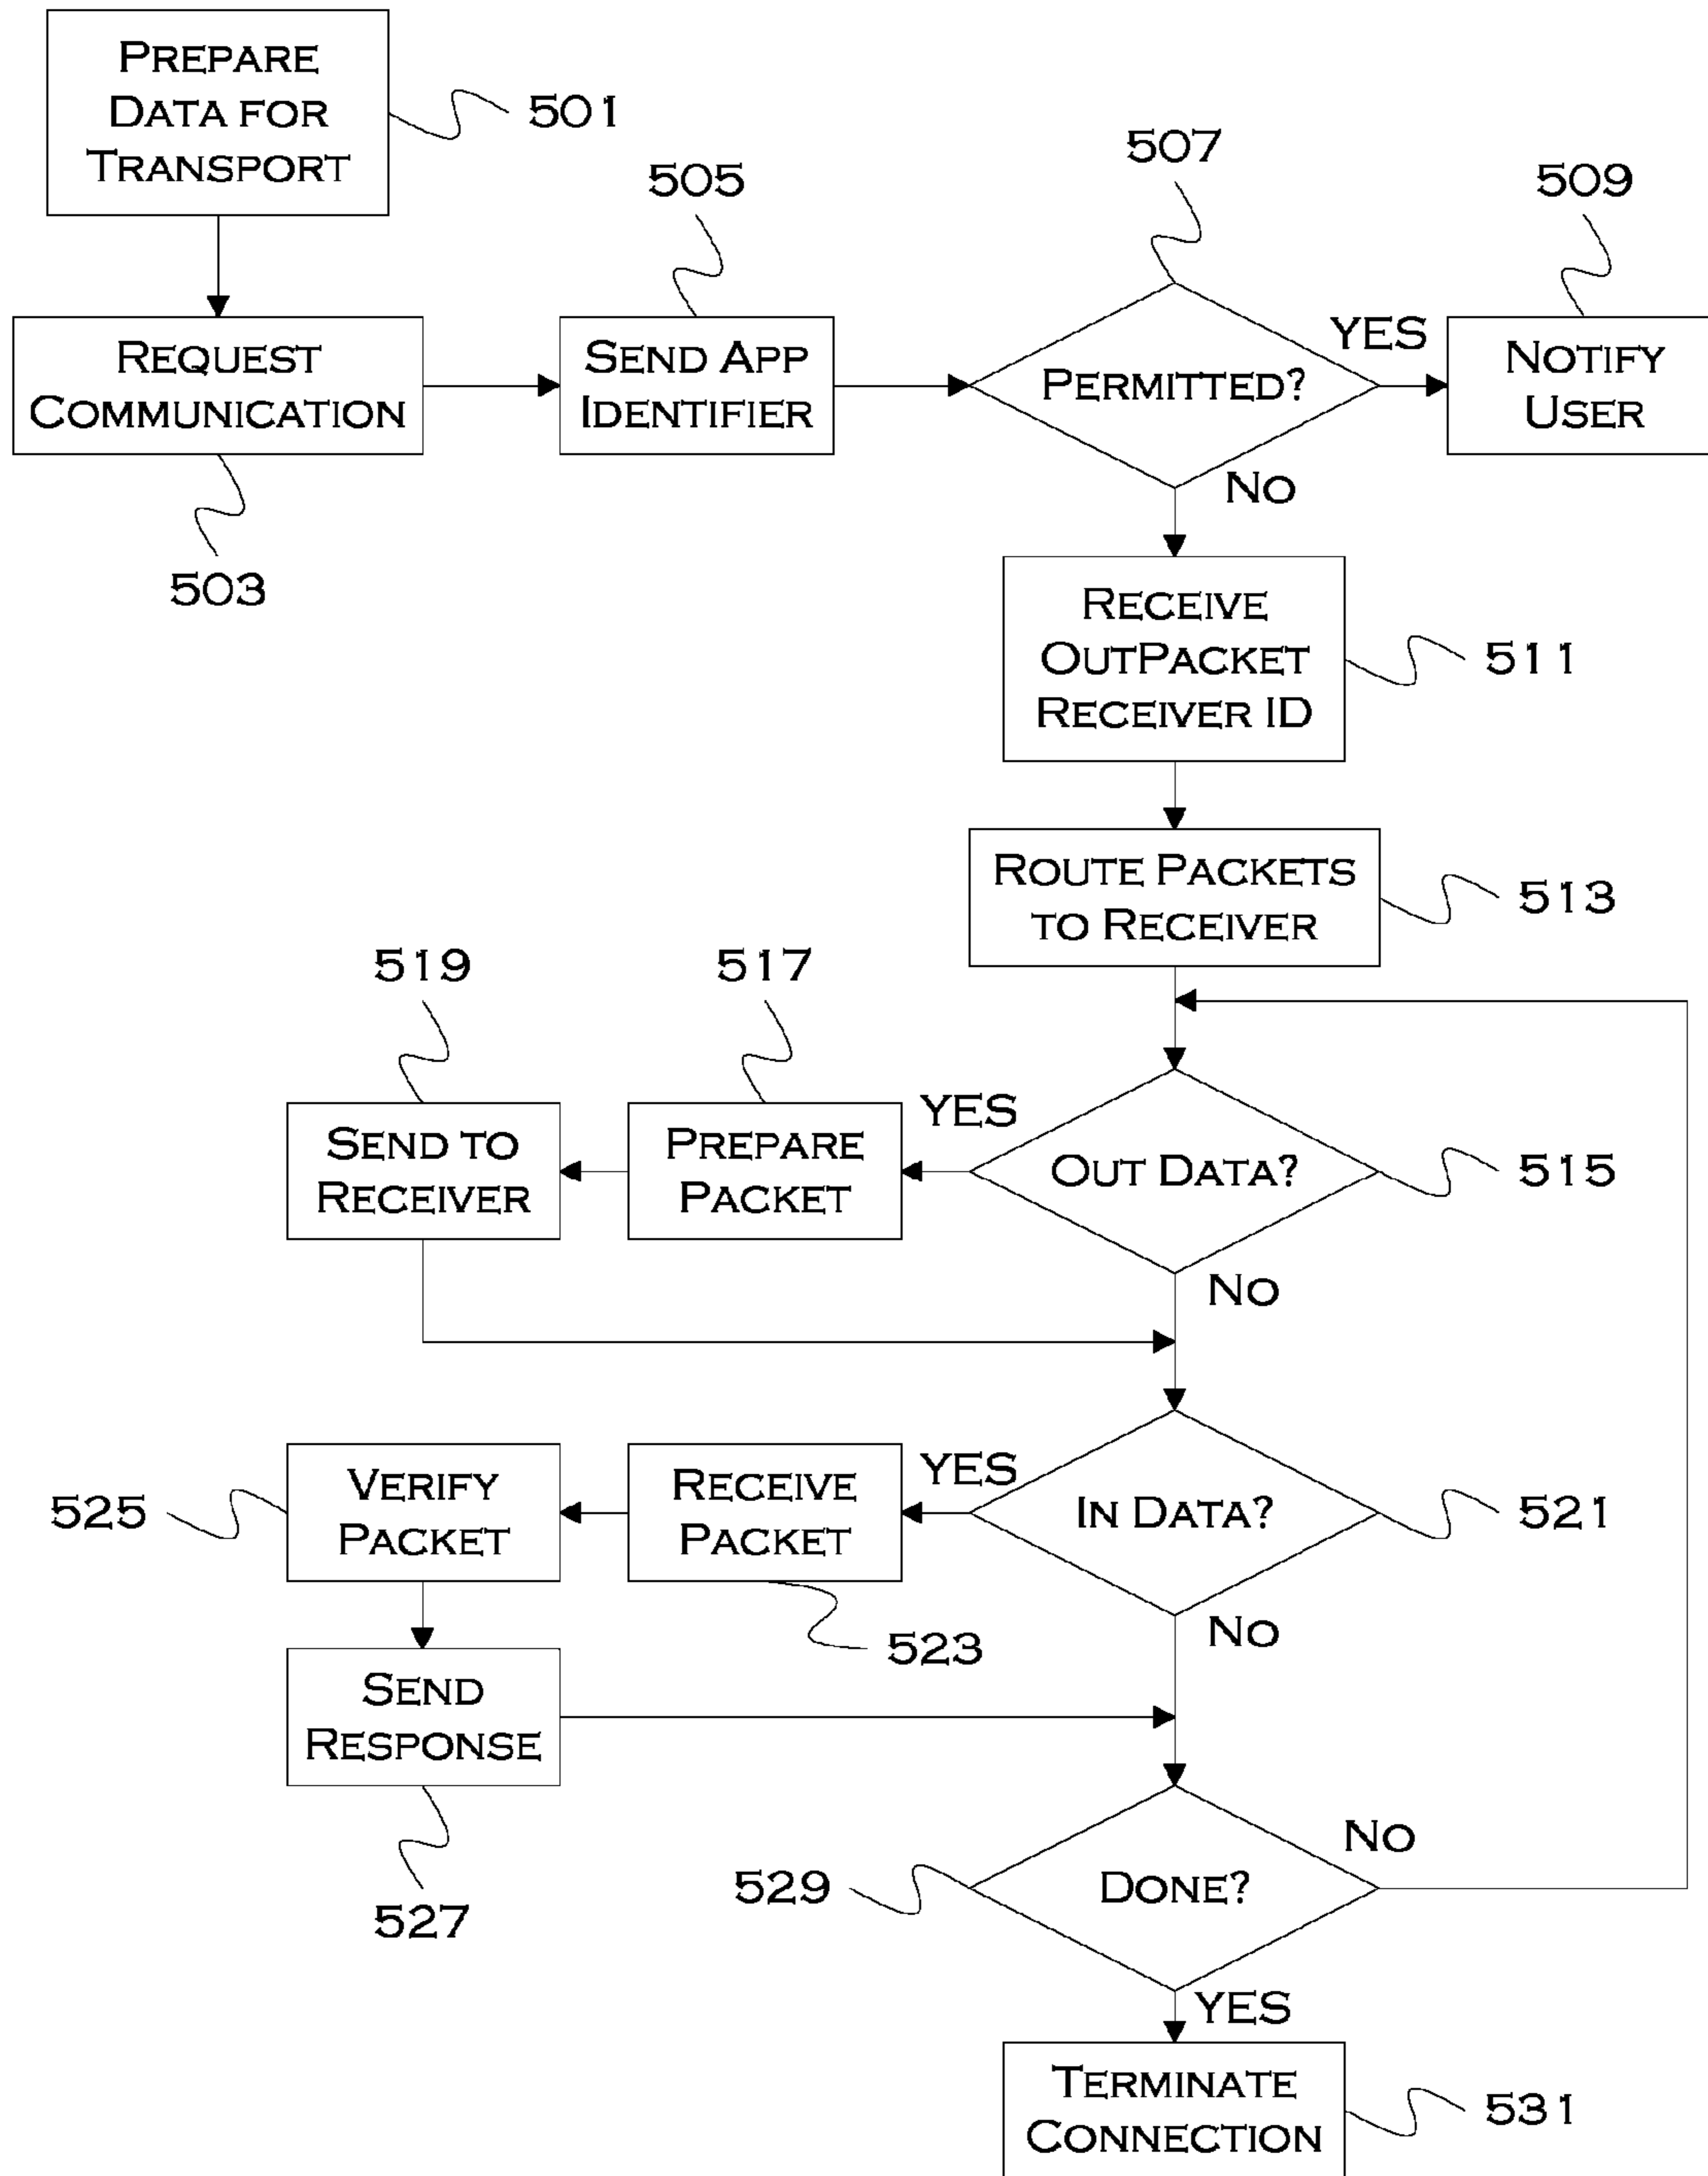 PREPARE
DATA FOR
TRANSPORT
501
505
507
509
REQUEST
COMMUNICATION
503
SEND APP
IDENTIFIER
PERMITTED?
YES
NOTIFY
USER
NO
RECEIVE
OUTPACKET
RECEIVER ID
511
ROUTE PACKETS
TO RECEIVER
513
519
517
SEND TO
RECEIVER
PREPARE
PACKET
YES
OUT DATA?
515
NO
525
VERIFY
PACKET
RECEIVE
PACKET
YES
IN DATA?
521
523
NO
SEND
RESPONSE
527
529
DONE?
NO
YES
TERMINATE
CONNECTION
531